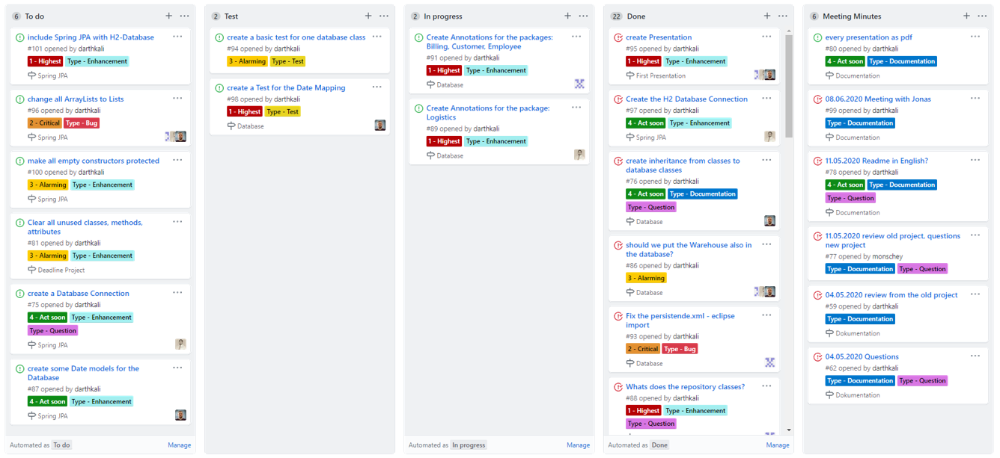 6 To do
include Spring JPA with H2-Database
#101 opened by darthkali
1 - Highest Type - Enhancement
Spring JPA
change all ArrayLists to Lists
#96 opened by darthkali
2 - Critical Type - Bug
Spring JPA
make all empty constructors protected
#100 opened by darthkali
3 - Alarming Type - Enhancement
Spring JPA
Clear all unused classes, methods,
attributes
#81 opened by darthkali
3 - Alarming Type - Enhancement
Deadline Project
create a Database Connection
#75 opened by darthkali
4 - Act soon Type - Enhancement
Type - Question
Spring JPA
create some Date models for the
Database
#87 opened by darthkali
4 - Act soon Type - Enhancement
Spring JPA
Automated as To do Manage
2 Test
create a basic test for one database class
#94 opened by darthkali
3 - Alarming Type - Test
create a Test for the Date Mapping
#98 opened by darthkali
1 - Highest Type - Test
Database
2 In progress
Create Annotations for the packages:
Billing, Customer, Employee
#91 opened by darthkali
1 - Highest Type - Enhancement
Database
Create Annotations for the package:
Logistics
#89 opened by darthkali
1 - Highest Type - Enhancement
Database
Automated as In progress Manage
22 Done
create Presentation
#95 opened by darthkali
1 - Highest Type - Enhancement
First Presentation
Create the H2 Database Connection
#97 opened by darthkali
4 - Act soon Type - Enhancement
Spring JPA
create inheritance from classes to
database classes
#76 opened by darthkali
4 - Act soon Type - Documentation
Type - Question
Database
should we put the Warehouse also in
the database?
#86 opened by darthkali
3 - Alarming
Database
Fix the persistende.xml - eclipse
import
#93 opened by darthkali
2 - Critical Type - Bug
Database
Whats does the repository classes?
#88 opened by darthkali
1 - Highest Type - Enhancement
Type - Question
Automated as Done Manage
6 Meeting Minutes
every presentation as pdf
#80 opened by darthkali
4 - Act soon Type - Documentation
Documentation
08.06.2020 Meeting with Jonas
#99 opened by darthkali
Type - Documentation
Documentation
11.05.2020 Readme in English?
#78 opened by darthkali
4 - Act soon Type - Documentation
Type - Question
Documentation
11.05.2020 review old project, questions
new project
#77 opened by monschey
Type - Documentation Type - Question
04.05.2020 review from the old project
#59 opened by darthkali
Type - Documentation
Dokumentation
04.05.2020 Questions
#62 opened by darthkali
Type - Documentation Type - Question
Dokumentation